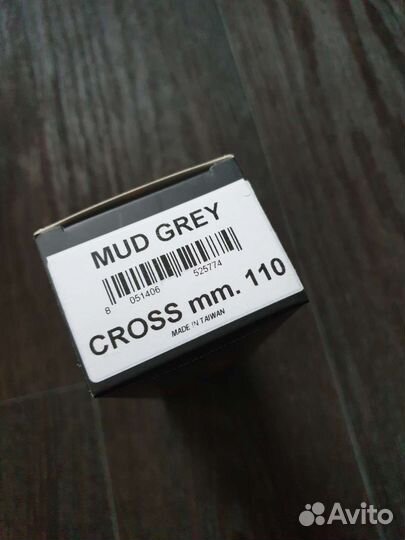 MUD GREY
8 051406 525774
CROSS mm. 110
MADE IN TAIWAN
Avito